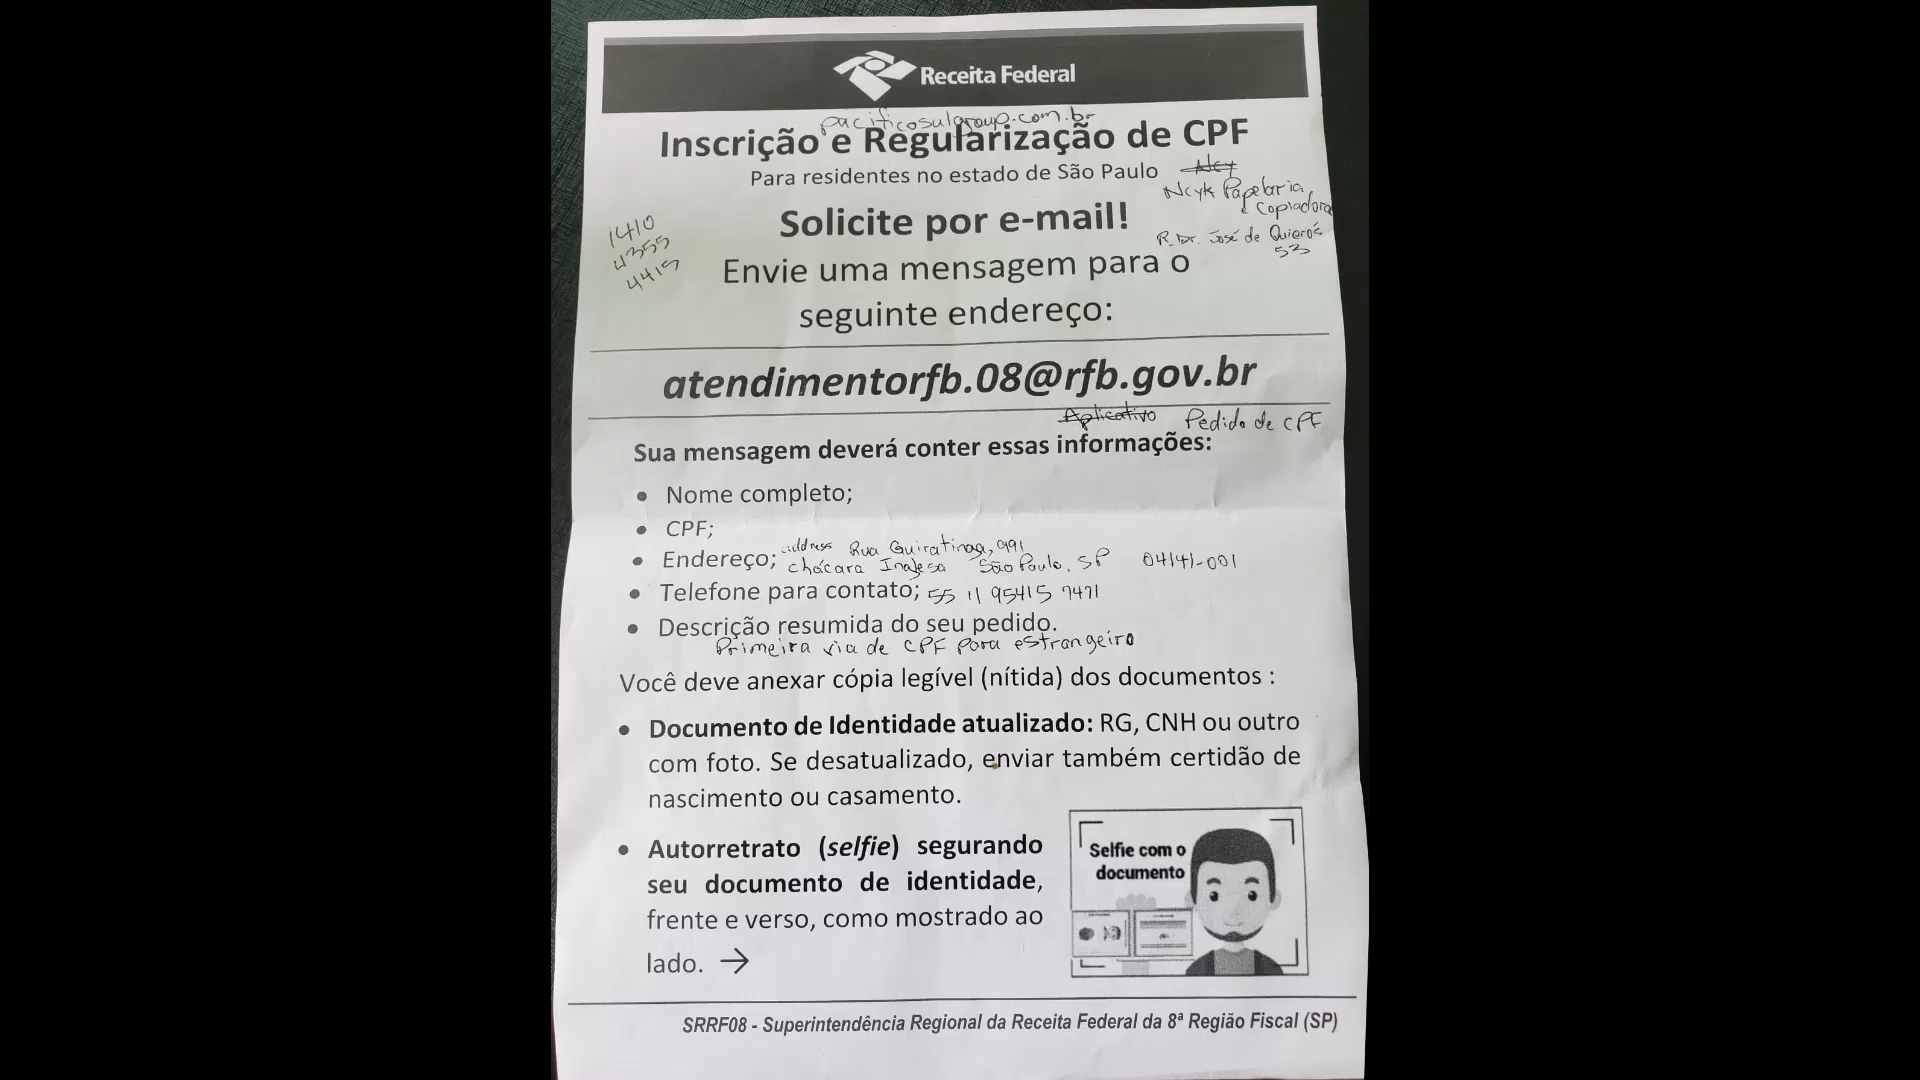 Receita Federal
pacificosulgroup.com.br
Inscrição e Regularização de CPF
Para residentes no estado de São Paulo
Ncyk Papelaria
e Copiadora
R. Dr. José de Quierós
53
Solicite por e-mail!
1410
4355
4415
Envie uma mensagem para o
seguinte endereço:
atendimentorfb.08@rfb.gov.br
Aplicativo Pedido de CPF
Sua mensagem deverá conter essas informações:
• Nome completo;
• CPF;
• Endereço; address Rua Guiratinga, 991
chácara Inglesa São Paulo, SP 04141-001
• Telefone para contato; 55 11 95415 7471
• Descrição resumida do seu pedido.
Primeira via de CPF para estrangeiro
Você deve anexar cópia legível (nítida) dos documentos :
• Documento de Identidade atualizado: RG, CNH ou outro
com foto. Se desatualizado, enviar também certidão de
nascimento ou casamento.
• Autorretrato (selfie) segurando
seu documento de identidade,
frente e verso, como mostrado ao
lado. →
Selfie com o
documento
SRRF08 - Superintendência Regional da Receita Federal da 8ª Região Fiscal (SP)